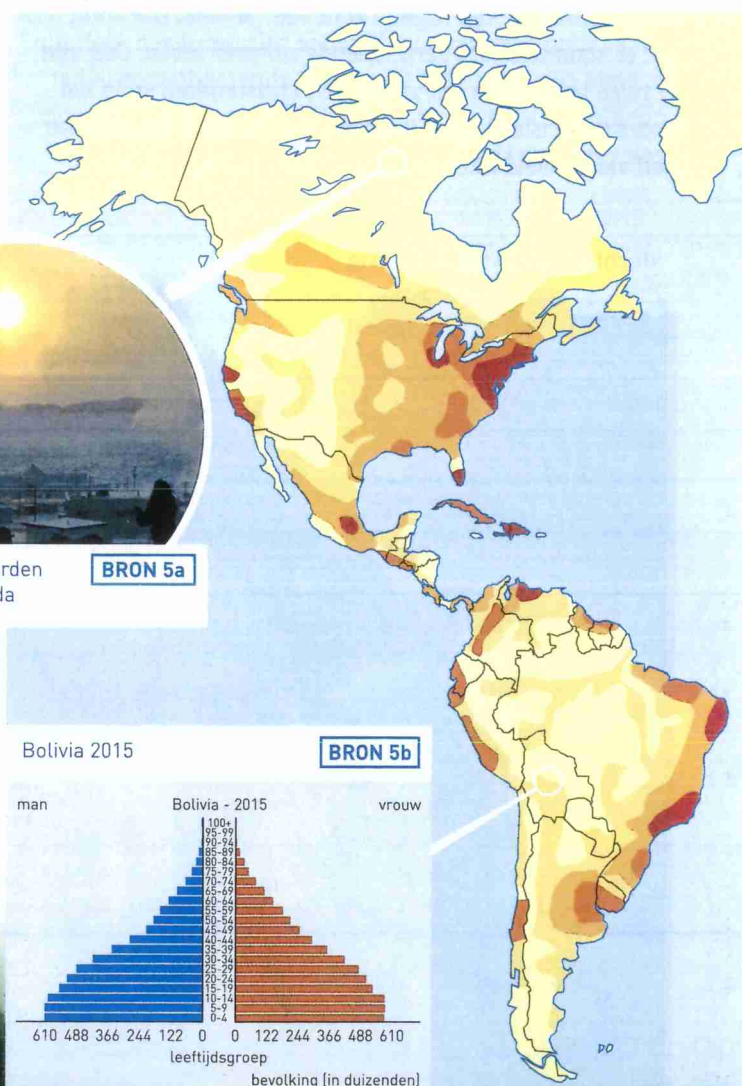 rden
da
BRON 5a
Bolivia 2015
BRON 5b
man
Bolivia - 2015
vrouw
100+
95-99
90-94
85-89
80-84
75-79
70-74
65-69
60-64
55-59
50-54
45-49
40-44
35-39
30-34
25-29
20-24
15-19
10-14
5-9
0-4
610 488 366 244 122 0 0 122 244 366 488 610
leeftijdsgroep
bevolking (in duizenden)